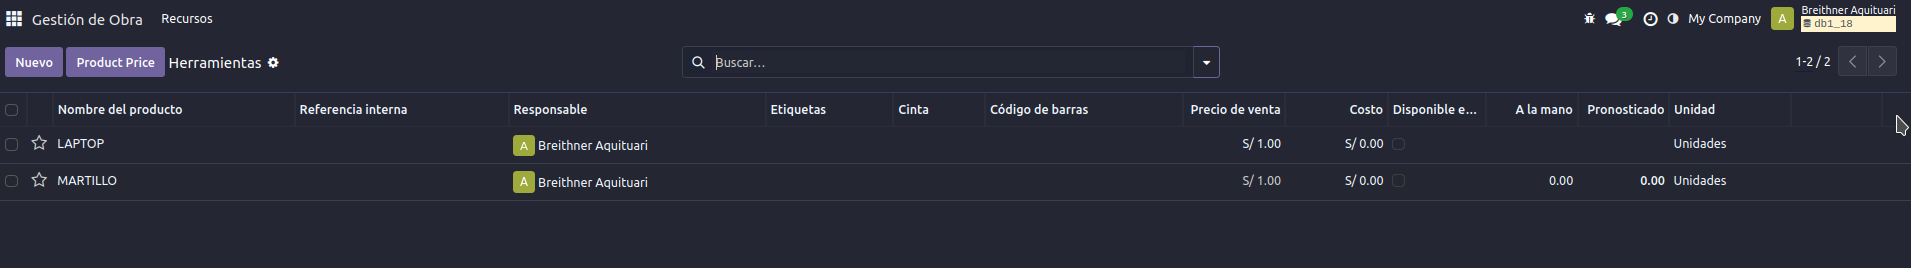 Gestión de Obra Recursos 3 My Company A Breithner Aquituari
db1_18
Nuevo Product Price Herramientas Buscar... 1-2 / 2
Nombre del producto Referencia interna Responsable Etiquetas Cinta Código de barras Precio de venta Costo Disponible e... A la mano Pronosticado Unidad
LAPTOP A Breithner Aquituari S/ 1.00 S/ 0.00 Unidades
MARTILLO A Breithner Aquituari S/ 1.00 S/ 0.00 0.00 0.00 Unidades